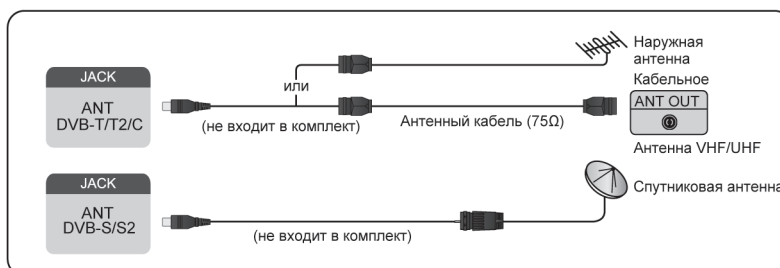 JACK
ANT
DVB-T/T2/C
или
(не входит в комплект)
Антенный кабель (75Ω)
Наружная
антенна
Кабельное
ANT OUT
Антенна VHF/UHF
JACK
ANT
DVB-S/S2
(не входит в комплект)
Спутниковая антенна